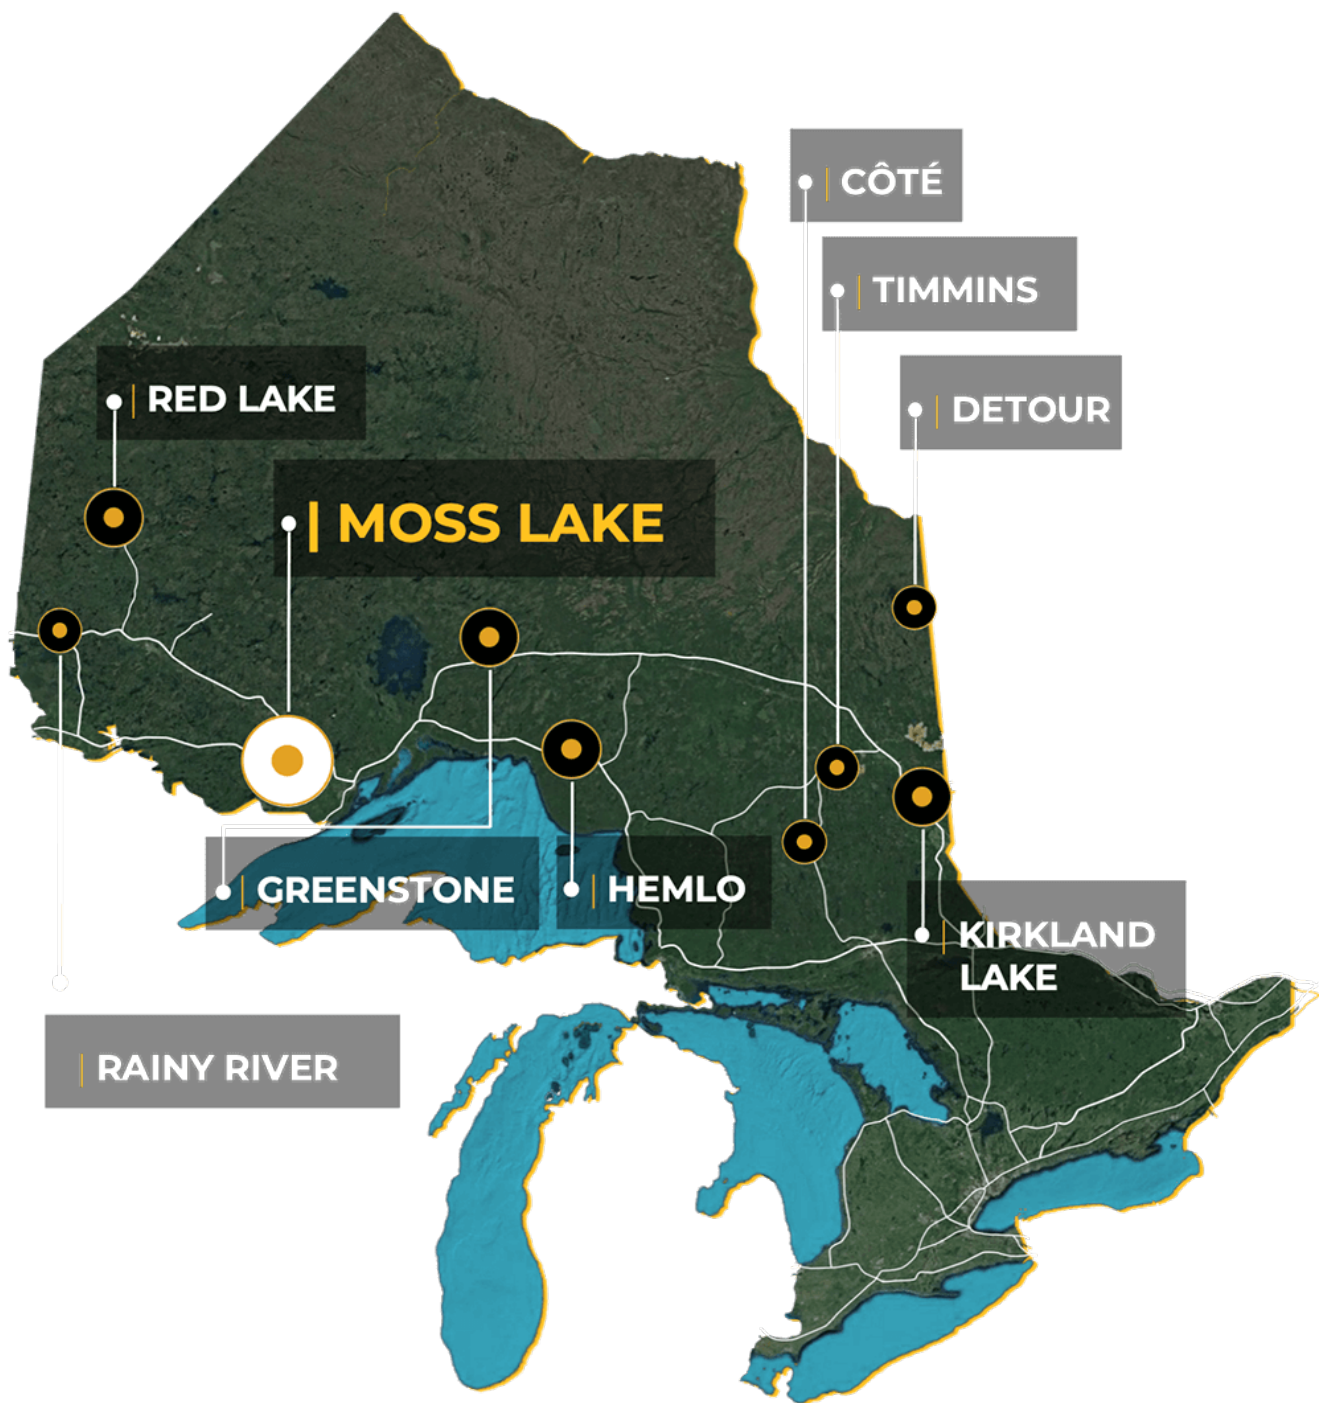 CÔTÉ
TIMMINS
RED LAKE
DETOUR
MOSS LAKE
GREENSTONE
HEMLO
KIRKLAND
LAKE
RAINY RIVER